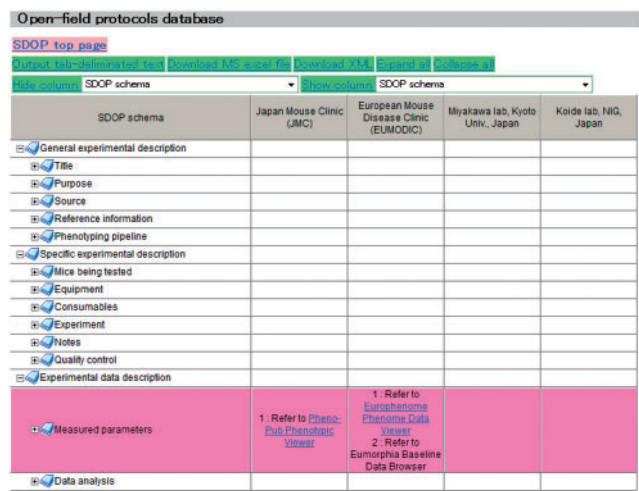 Open-field protocols database
SDOP top page
Output tab-deliminated text Download MS excel file Download XML Expand all Collapse all
Hide column SDOP schema Show column SDOP schema
SDOP schema
Japan Mouse Clinic
(JMC)
European Mouse
Disease Clinic
(EUMODIC)
Miyakawa lab, Kyoto
Univ., Japan
Koide lab, NIG,
Japan
General experimental description
Title
Purpose
Source
Reference information
Phenotyping pipeline
Specific experimental description
Mice being tested
Equipment
Consumables
Experiment
Notes
Quality control
Experimental data description
Measured parameters
1 : Refer to Pheno-
Pub Phenotypic
Viewer
1 : Refer to
Europhenome
Phenome Data
Viewer
2 : Refer to
Eumorphia Baseline
Data Browser
Data analysis